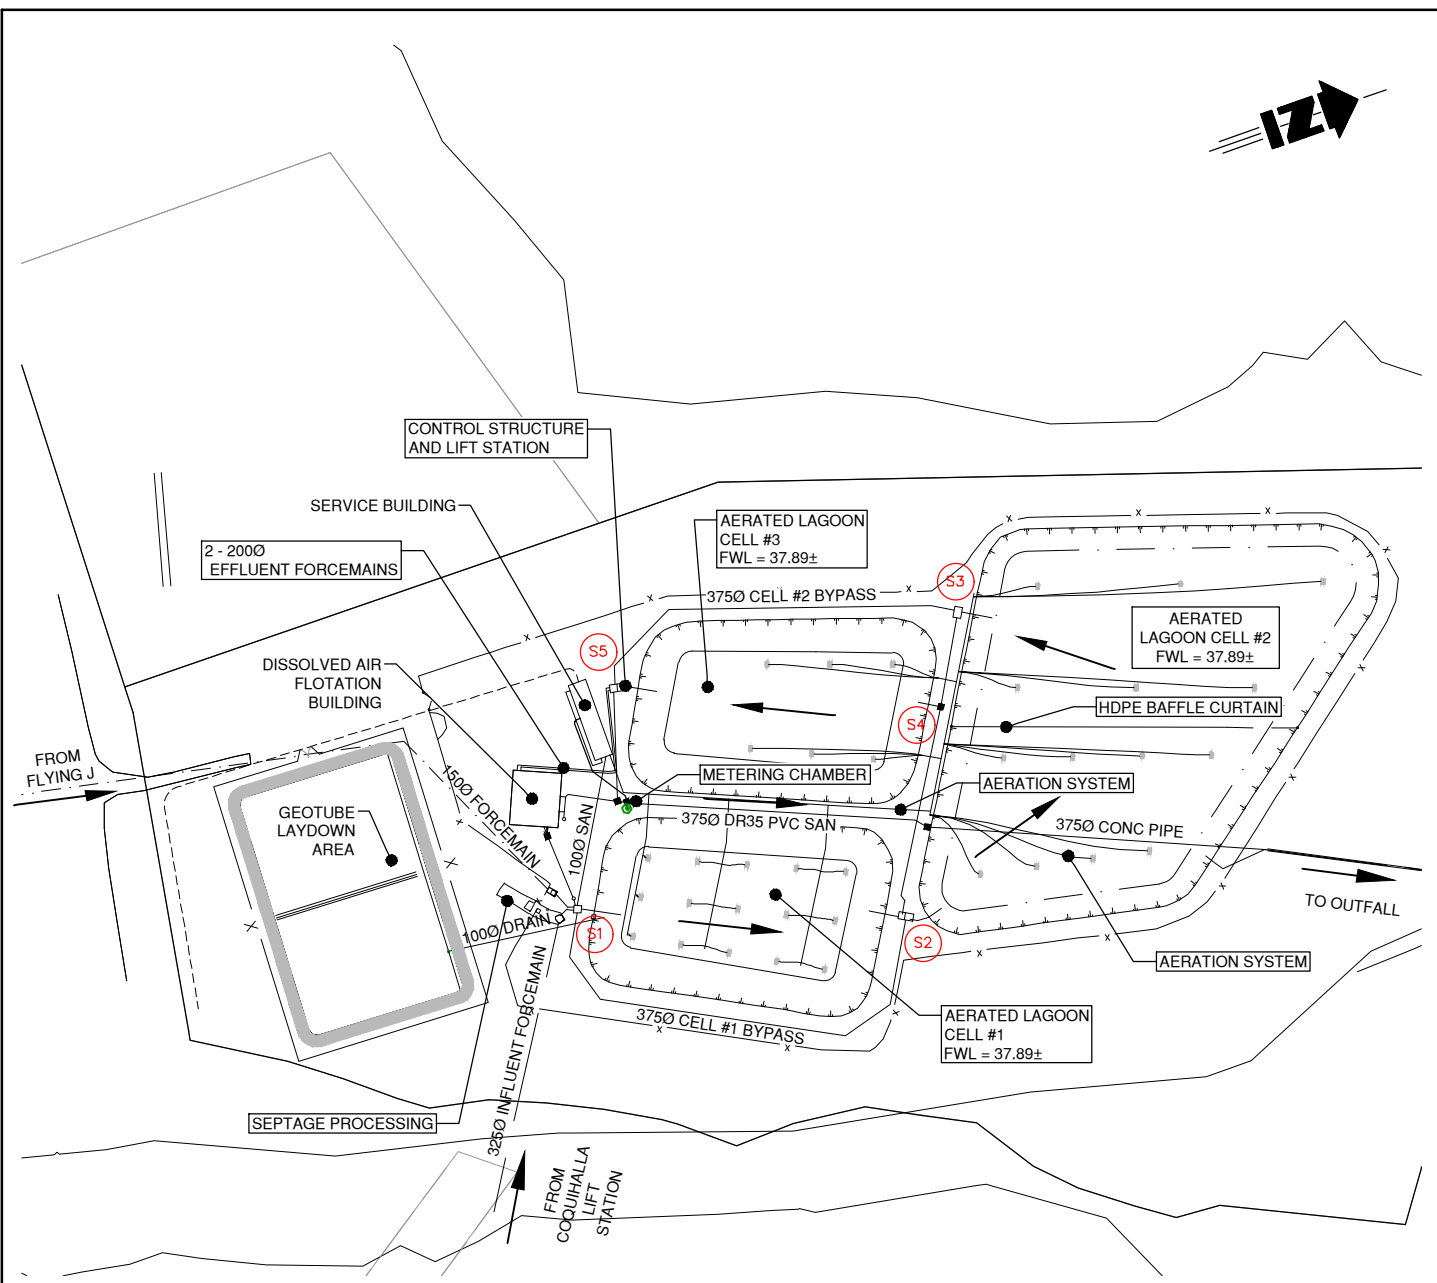 N
CONTROL STRUCTURE
AND LIFT STATION
SERVICE BUILDING
2 - 200Ø
EFFLUENT FORCEMAINS
AERATED LAGOON
CELL #3
FWL = 37.89±
S3
375Ø CELL #2 BYPASS
AERATED
LAGOON CELL #2
FWL = 37.89±
S5
DISSOLVED AIR
FLOTATION
BUILDING
HDPE BAFFLE CURTAIN
S4
FROM
FLYING J
150Ø FORCEMAIN
METERING CHAMBER
AERATION SYSTEM
GEOTUBE
LAYDOWN
AREA
100Ø SAN
375Ø DR35 PVC SAN
375Ø CONC PIPE
TO OUTFALL
100Ø DRAIN
S1
S2
AERATION SYSTEM
325Ø INFLUENT FORCEMAIN
375Ø CELL #1 BYPASS
AERATED LAGOON
CELL #1
FWL = 37.89±
SEPTAGE PROCESSING
FROM
COQUIHALLA
LIFT
STATION